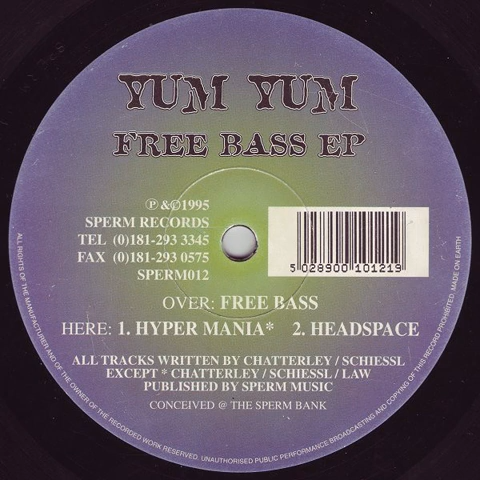 YUM YUM
FREE BASS EP
℗ &© 1995
SPERM RECORDS
TEL (0)181-293 3345
FAX (0)181-293 0575
SPERM012
5 028900 101219
OVER: FREE BASS
HERE: 1. HYPER MANIA* 2. HEADSPACE
ALL TRACKS WRITTEN BY CHATTERLEY / SCHIESSL
EXCEPT * CHATTERLEY / SCHIESSL / LAW
PUBLISHED BY SPERM MUSIC
CONCEIVED @ THE SPERM BANK
ALL RIGHTS OF THE MANUFACTURER AND OF THE OWNER OF THE RECORDED WORK RESERVED. UNAUTHORISED PUBLIC PERFORMANCE BROADCASTING AND COPYING OF THIS RECORD PROHIBITED. MADE ON EARTH